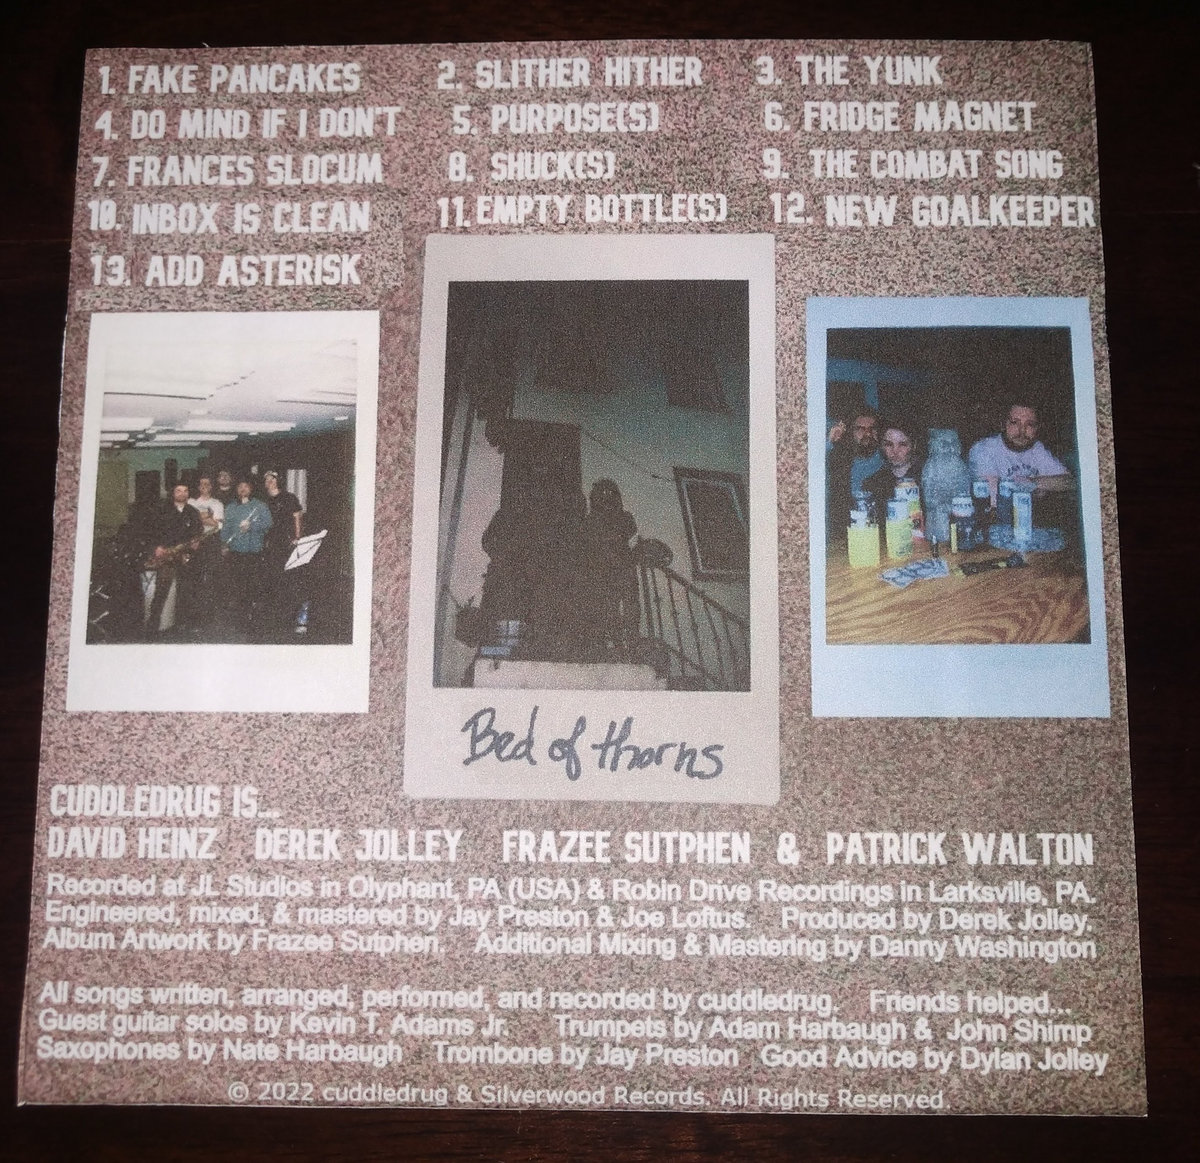 1. FAKE PANCAKES 2. SLITHER HITHER 3. THE YUNK
4. DO MIND IF I DON'T 5. PURPOSE(S) 6. FRIDGE MAGNET
7. FRANCES SLOCUM 8. SHUCK(S) 9. THE COMBAT SONG
10. INBOX IS CLEAN 11. EMPTY BOTTLE(S) 12. NEW GOALKEEPER
13. ADD ASTERISK
Bed of thorns
CUDDLEDRUG IS...
DAVID HEINZ DEREK JOLLEY FRAZEE SUTPHEN & PATRICK WALTON
Recorded at JL Studios in Olyphant, PA (USA) & Robin Drive Recordings in Larksville, PA.
Engineered, mixed, & mastered by Jay Preston & Joe Loftus. Produced by Derek Jolley.
Album Artwork by Frazee Sutphen. Additional Mixing & Mastering by Danny Washington
All songs written, arranged, performed, and recorded by cuddledrug. Friends helped...
Guest guitar solos by Kevin T. Adams Jr. Trumpets by Adam Harbaugh & John Shimp
Saxophones by Nate Harbaugh Trombone by Jay Preston Good Advice by Dylan Jolley
© 2022 cuddledrug & Silverwood Records. All Rights Reserved.